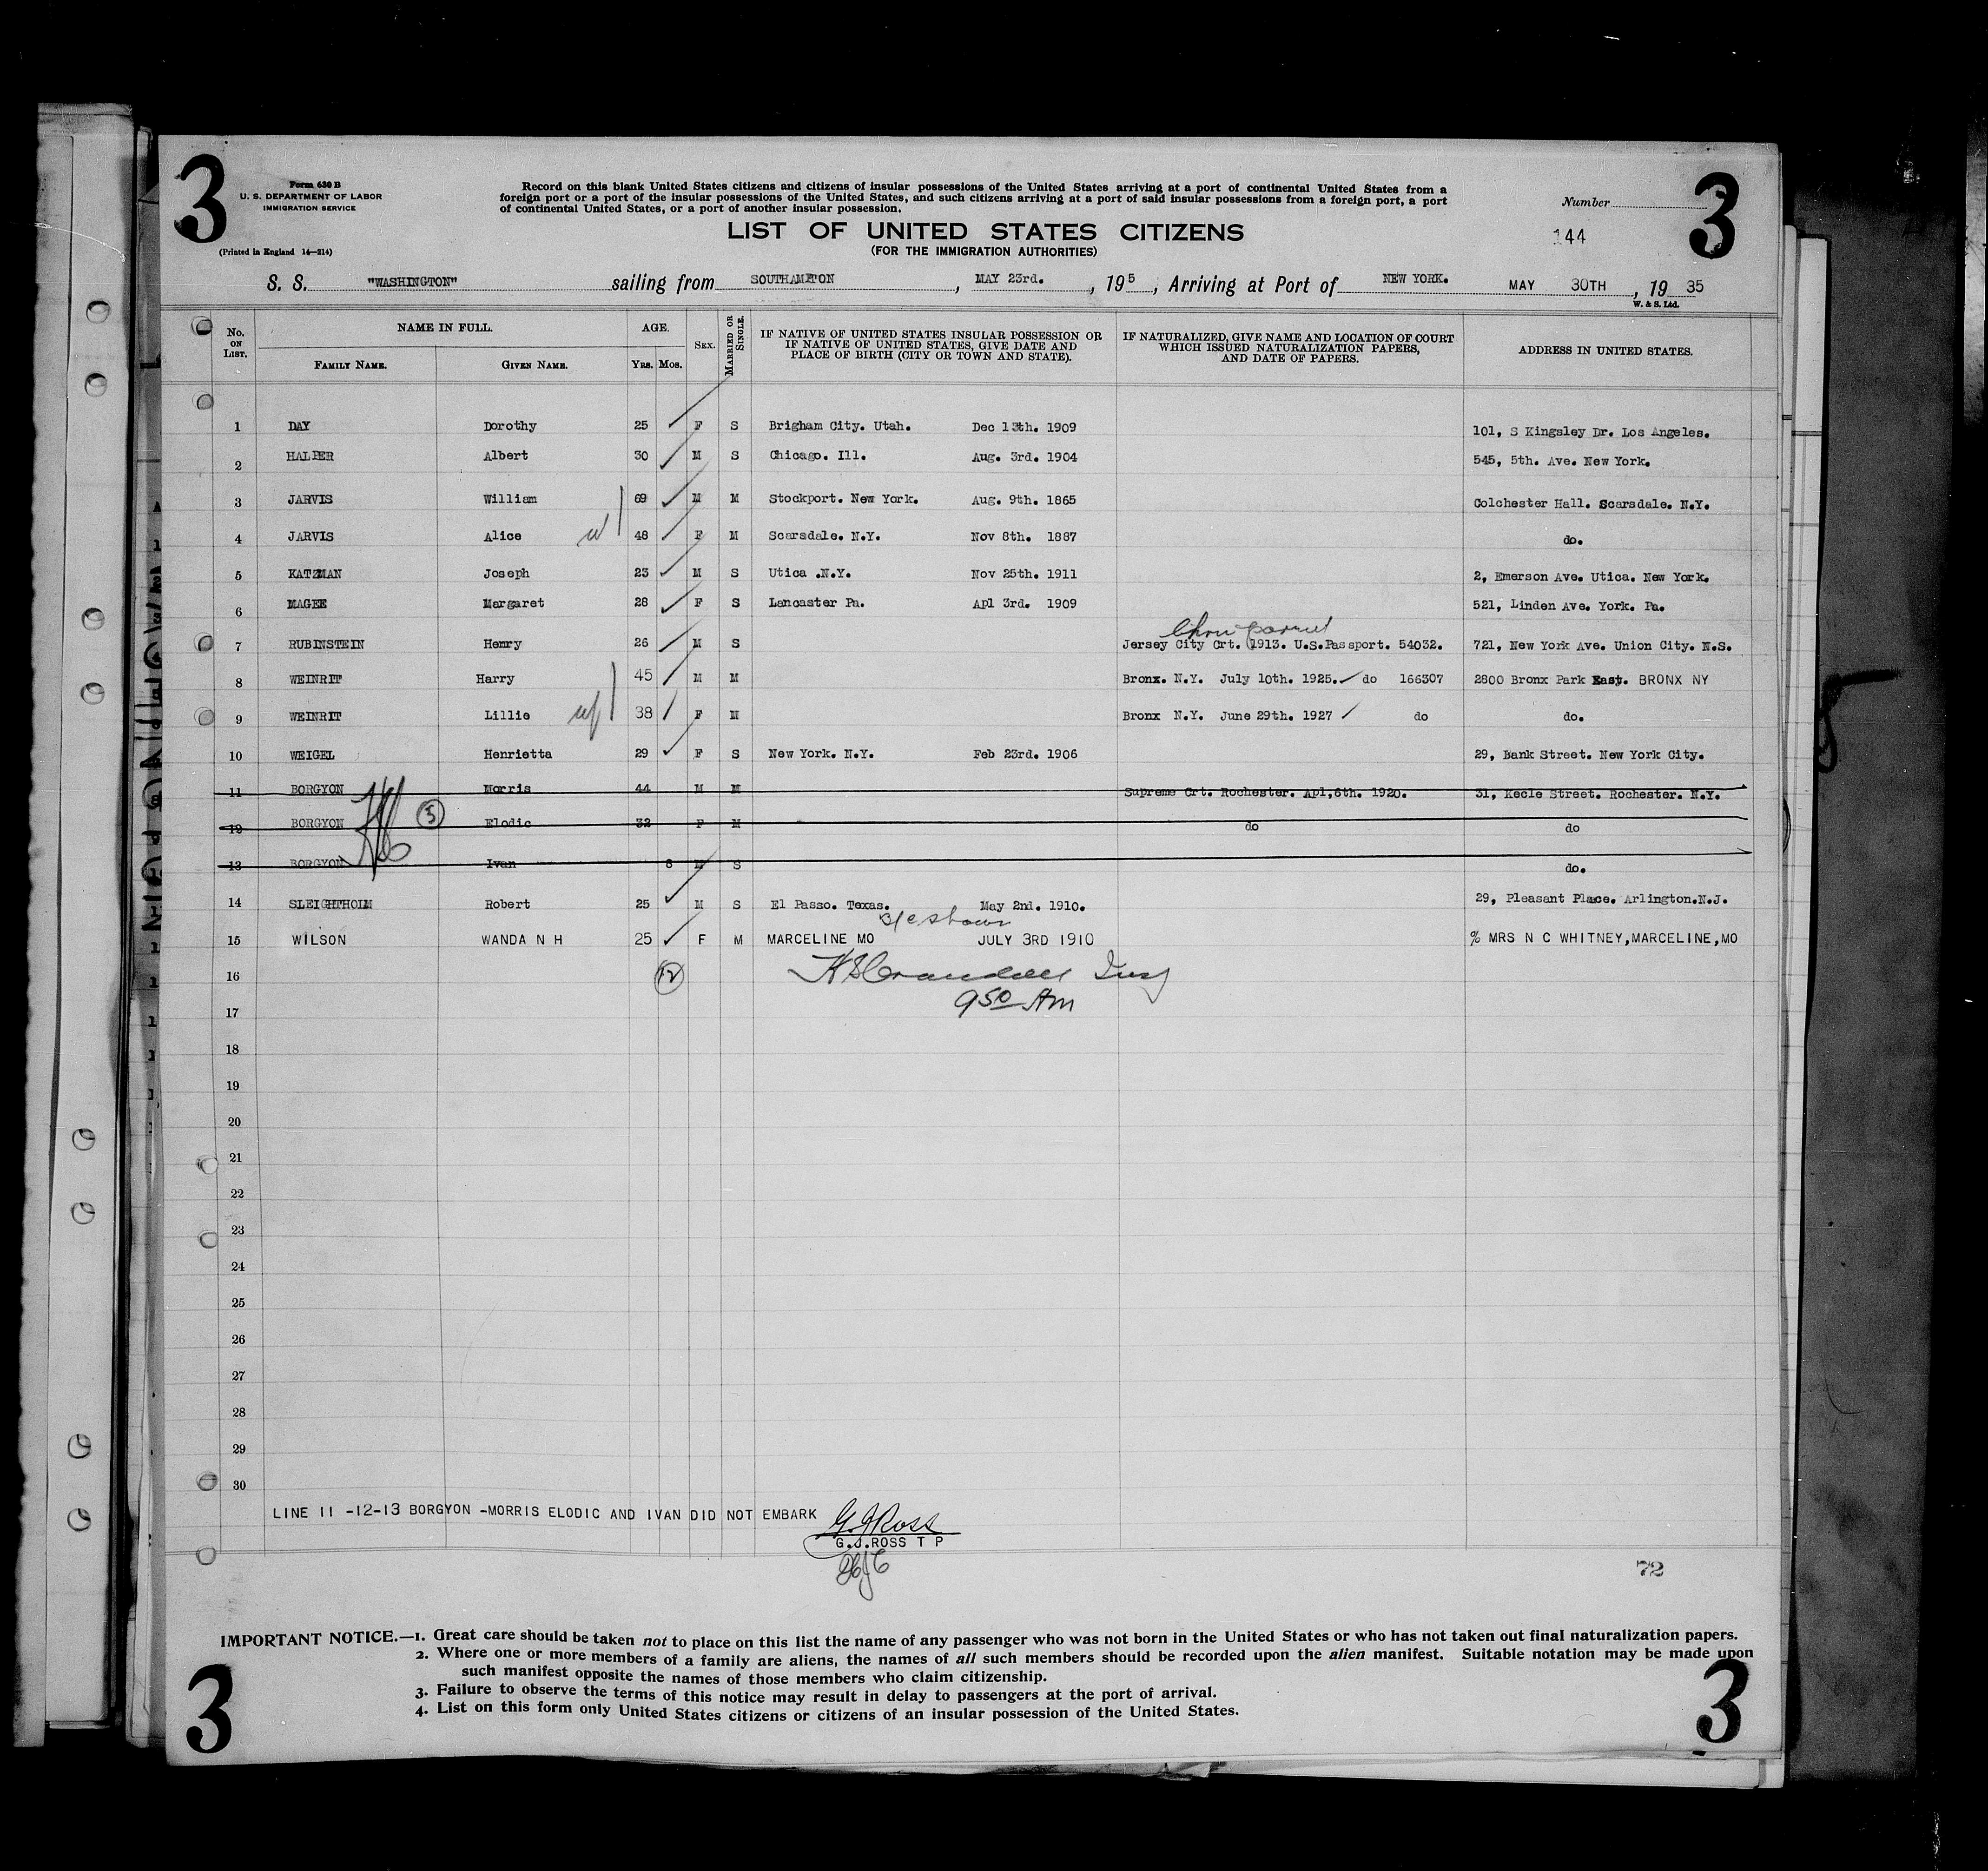 3
3
Form 630 B
U. S. DEPARTMENT OF LABOR
IMMIGRATION SERVICE
(Printed in England 14—214)
Record on this blank United States citizens and citizens of insular possessions of the United States arriving at a port of continental United States from a
foreign port or a port of the insular possessions of the United States, and such citizens arriving at a port of said insular possessions from a foreign port, a port
of continental United States, or a port of another insular possession.
Number
144
LIST OF UNITED STATES CITIZENS
(FOR THE IMMIGRATION AUTHORITIES)
S. S. "WASHINGTON" sailing from SOUTHAMPTON, MAY 23rd., 19 5, Arriving at Port of NEW YORK. MAY 30TH, 19 35
W. & S. Ltd.
No. ON LIST. NAME IN FULL. FAMILY NAME. GIVEN NAME. AGE. YRS. MOS. SEX. MARRIED OR SINGLE. IF NATIVE OF UNITED STATES INSULAR POSSESSION OR IF NATIVE OF UNITED STATES, GIVE DATE AND PLACE OF BIRTH (CITY OR TOWN AND STATE). IF NATURALIZED, GIVE NAME AND LOCATION OF COURT WHICH ISSUED NATURALIZATION PAPERS, AND DATE OF PAPERS. ADDRESS IN UNITED STATES.
1 DAY Dorothy 25 F S Brigham City. Utah. Dec 13th. 1909 101, S Kingsley Dr. Los Angeles.
2 HALPER Albert 30 M S Chicago. Ill. Aug. 3rd. 1904 545, 5th. Ave. New York.
3 JARVIS William 69 M M Stockport. New York. Aug. 9th. 1865 Colchester Hall. Scarsdale. N.Y.
4 JARVIS Alice w 48 F M Scarsdale. N.Y. Nov 8th. 1887 do.
5 KATZMAN Joseph 23 M S Utica .N.Y. Nov 25th. 1911 2, Emerson Ave. Utica. New York.
6 MAGEE Margaret 28 F S Lancaster Pa. Apl 3rd. 1909 521, Linden Ave. York. Pa.
7 RUBINSTEIN Henry 26 M S Jersey City Crt. 1913. U.S.Passport. 54032. 721, New York Ave. Union City. N.S.
8 WEINRIT Harry 45 M M Bronx. N.Y. July 10th. 1925. do 166307 2800 Bronx Park East. BRONX NY
9 WEINRIT Lillie wf 38 F M Bronx N.Y. June 29th. 1927 do do.
10 WEIGEL Henrietta 29 F S New York. N.Y. Feb 23rd. 1906 29, Bank Street. New York City.
11 BORGYON Morris 44 M M Supreme Crt. Rochester. Apl,6th. 1920. 31, Kecle Street. Rochester. N.Y.
12 BORGYON (3) Elodic 32 F M do do
13 BORGYON Ivan 8 M S do.
14 SLEIGHTHOLM Robert 25 M S El Passo. Texas. May 2nd. 1910. 29, Pleasant Place. Arlington.N.J.
B/C shown
15 WILSON WANDA N H 25 F M MARCELINE MO JULY 3RD 1910 % MRS N C WHITNEY,MARCELINE,MO
16 (12)
9 50 AM
17
18
19
20
21
22
23
24
25
26
27
28
29
30
LINE 11 -12-13 BORGYON -MORRIS ELODIC AND IVAN DID NOT EMBARK G.J.Ross
G.J.ROSS T P
72
IMPORTANT NOTICE.—1. Great care should be taken not to place on this list the name of any passenger who was not born in the United States or who has not taken out final naturalization papers.
2. Where one or more members of a family are aliens, the names of all such members should be recorded upon the alien manifest. Suitable notation may be made upon
such manifest opposite the names of those members who claim citizenship.
3. Failure to observe the terms of this notice may result in delay to passengers at the port of arrival.
4. List on this form only United States citizens or citizens of an insular possession of the United States.
3
3